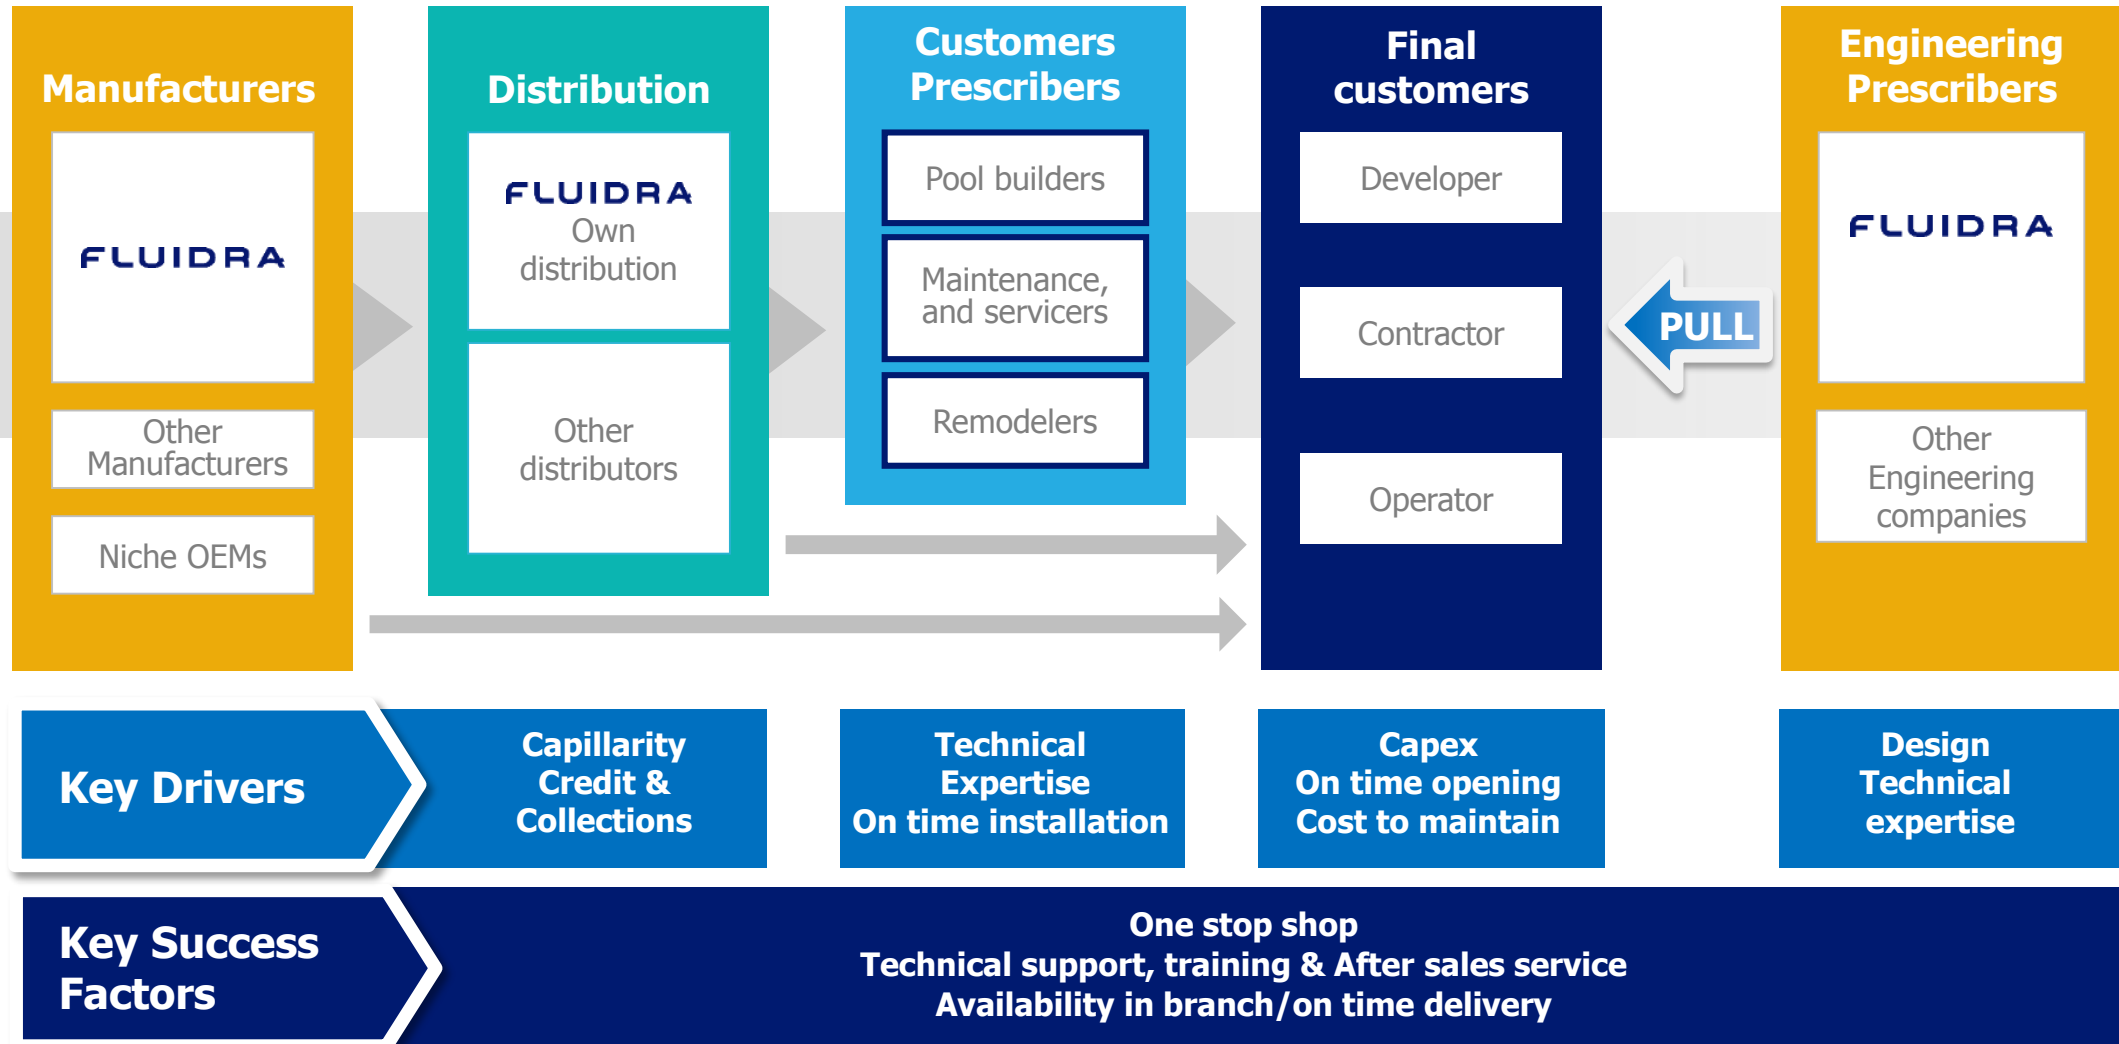 Manufacturers
FLUIDRA
Other
Manufacturers
Niche OEMs
Distribution
FLUIDRA
Own
distribution
Other
distributors
Customers
Prescribers
Pool builders
Maintenance,
and servicers
Remodelers
Final
customers
Developer
Contractor
Operator
PULL
Engineering
Prescribers
FLUIDRA
Other
Engineering
companies
Key Drivers
Capillarity
Credit &
Collections
Technical
Expertise
On time installation
Capex
On time opening
Cost to maintain
Design
Technical
expertise
Key Success
Factors
One stop shop
Technical support, training & After sales service
Availability in branch/on time delivery